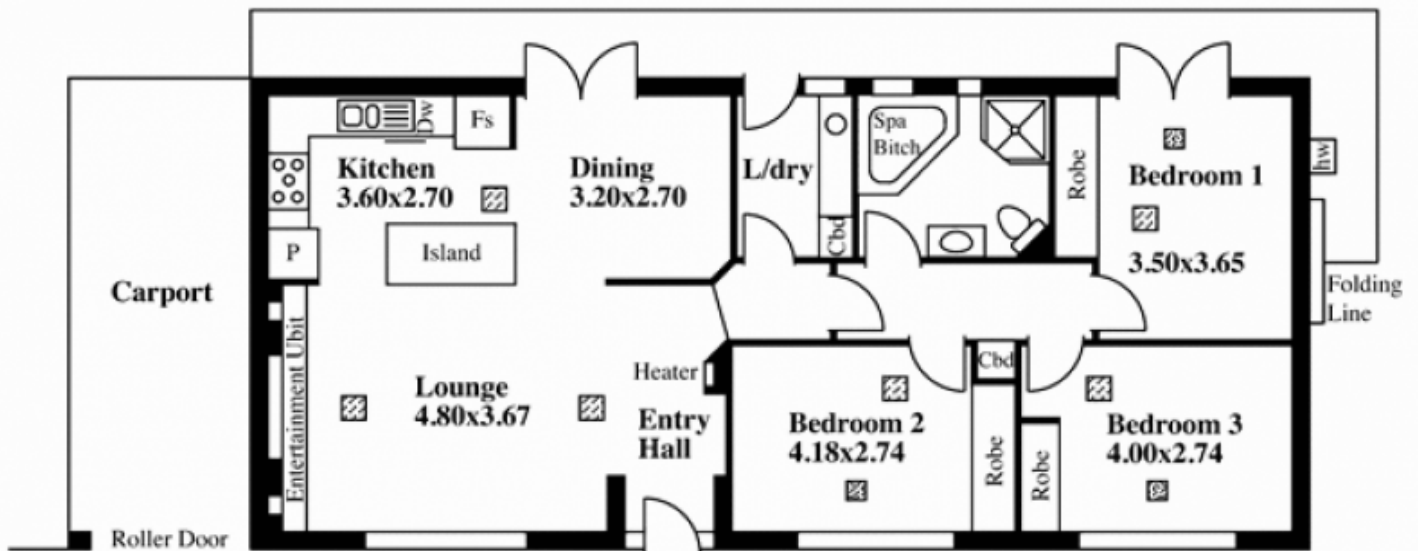 Dw
Fs
Kitchen
3.60x2.70
Dining
3.20x2.70
L/dry
Spa
Bitch
Robe
Bedroom 1
3.50x3.65
hw
P
Island
Cbd
Carport
Folding
Line
Entertainment Ubit
Lounge
4.80x3.67
Heater
Entry
Hall
Cbd
Bedroom 2
4.18x2.74
Robe
Robe
Bedroom 3
4.00x2.74
Roller Door